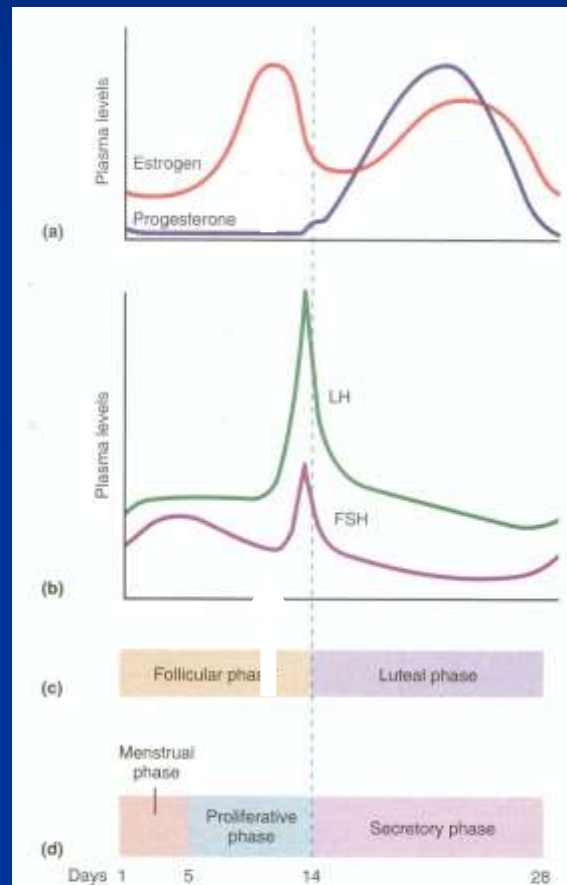 Plasma levels
Estrogen
Progesterone
(a)
Plasma levels
LH
FSH
(b)
(c)
Follicular phase
Luteal phase
Menstrual
phase
(d)
Proliferative
phase
Secretory phase
Days 1 5 14 28